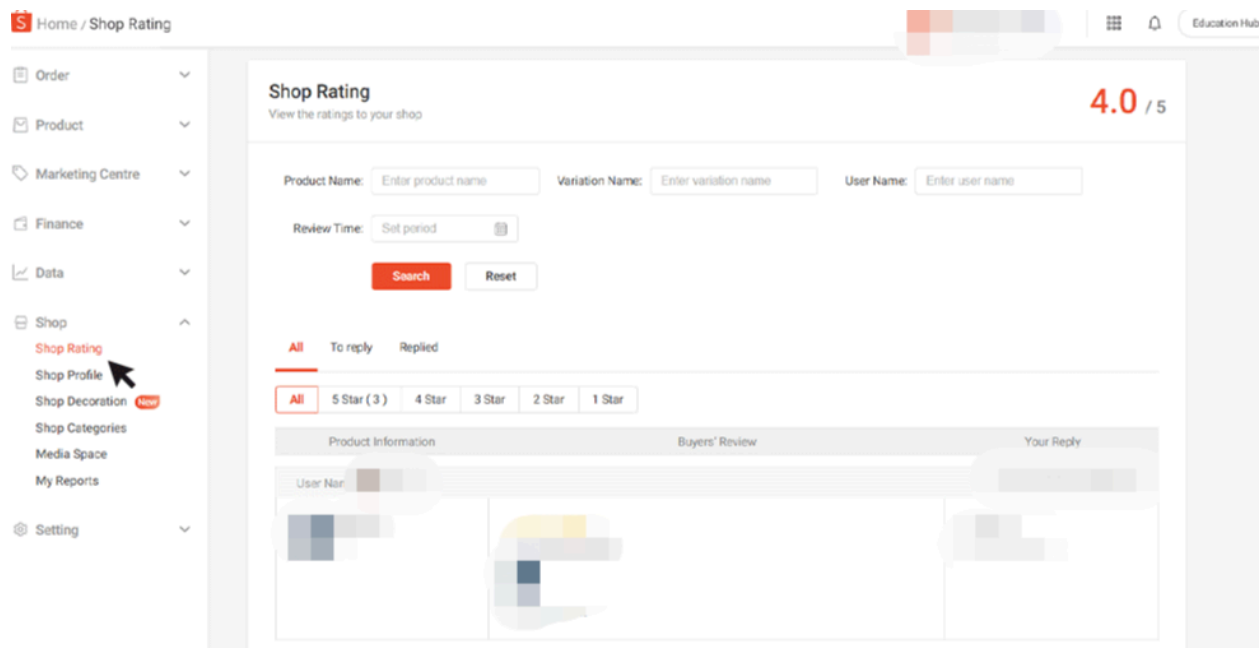 S Home / Shop Rating
Education Hub
Order
Product
Marketing Centre
Finance
Data
Shop
Shop Rating
Shop Profile
Shop Decoration New
Shop Categories
Media Space
My Reports
Setting
Shop Rating
View the ratings to your shop
4.0 / 5
Product Name: Enter product name Variation Name: Enter variation name User Name: Enter user name
Review Time: Set period
Search Reset
All To reply Replied
All 5 Star ( 3 ) 4 Star 3 Star 2 Star 1 Star
Product Information Buyers' Review Your Reply
User